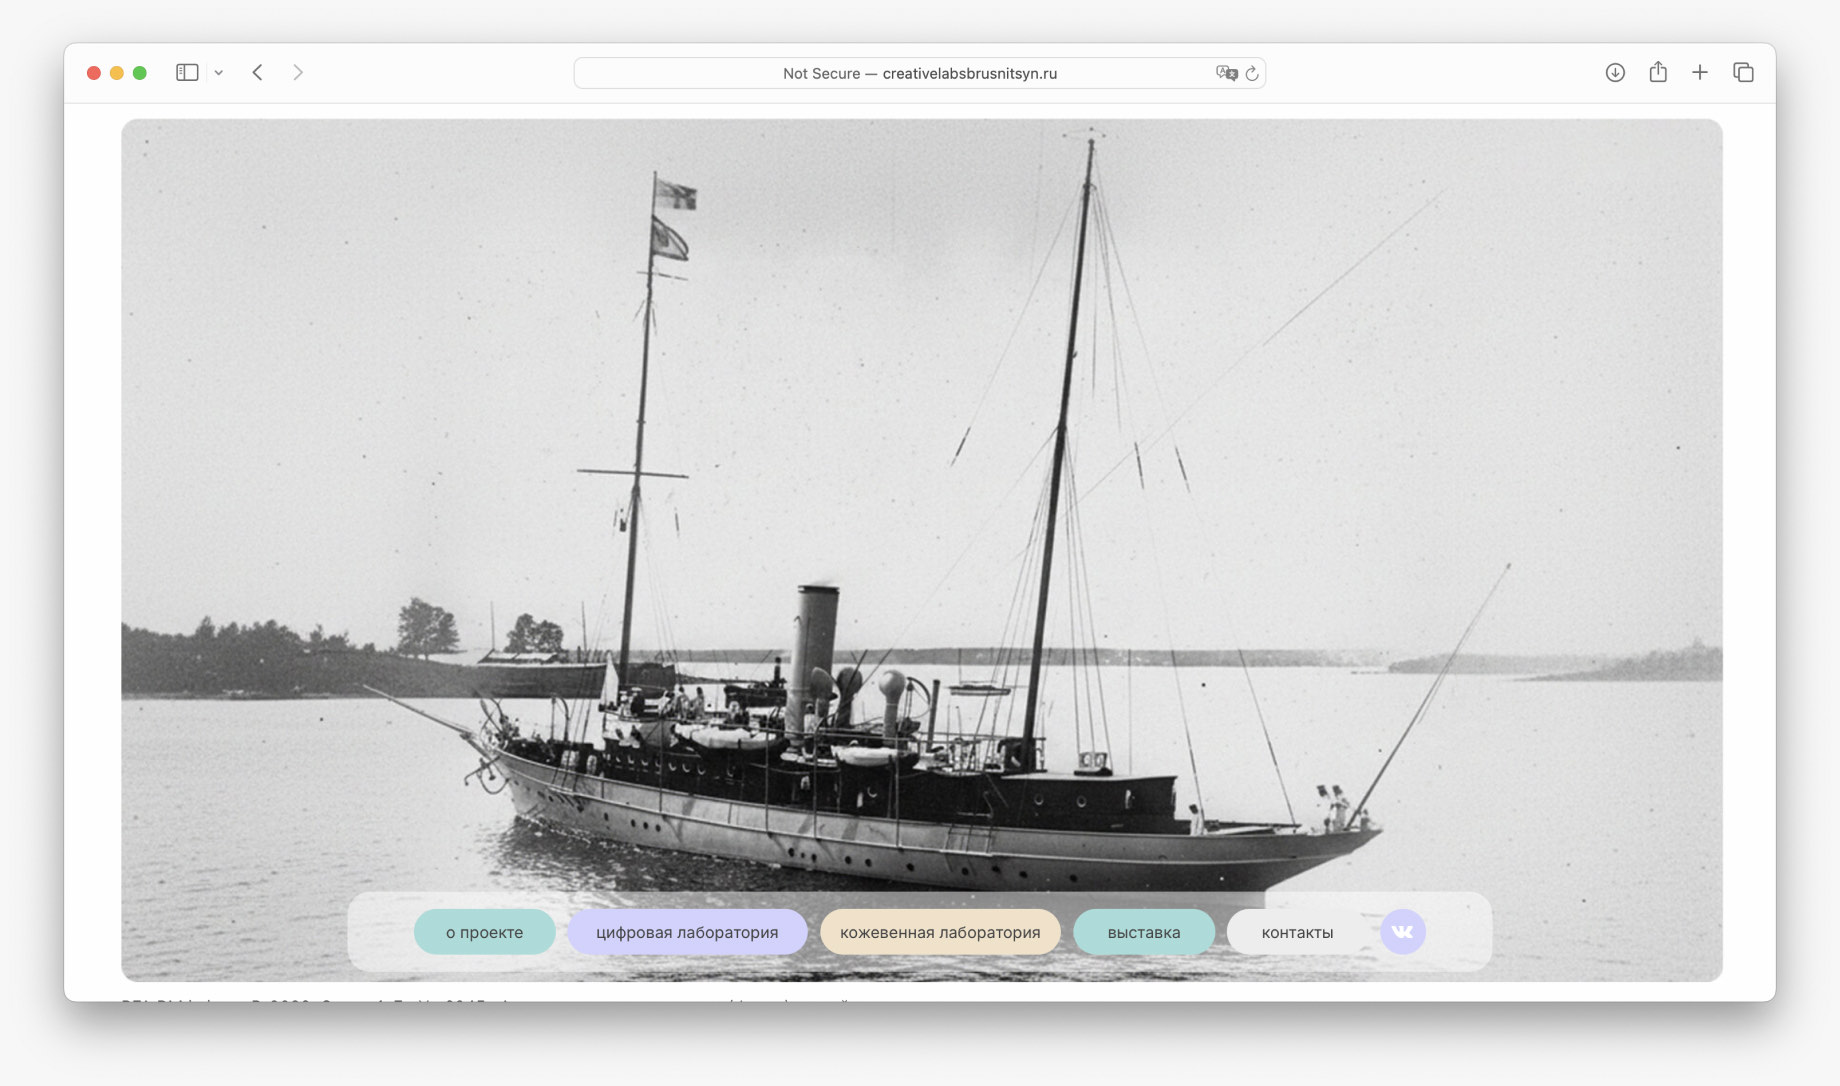 Not Secure — creativelabsbrusnitsyn.ru
о проекте цифровая лаборатория кожевенная лаборатория выставка контакты